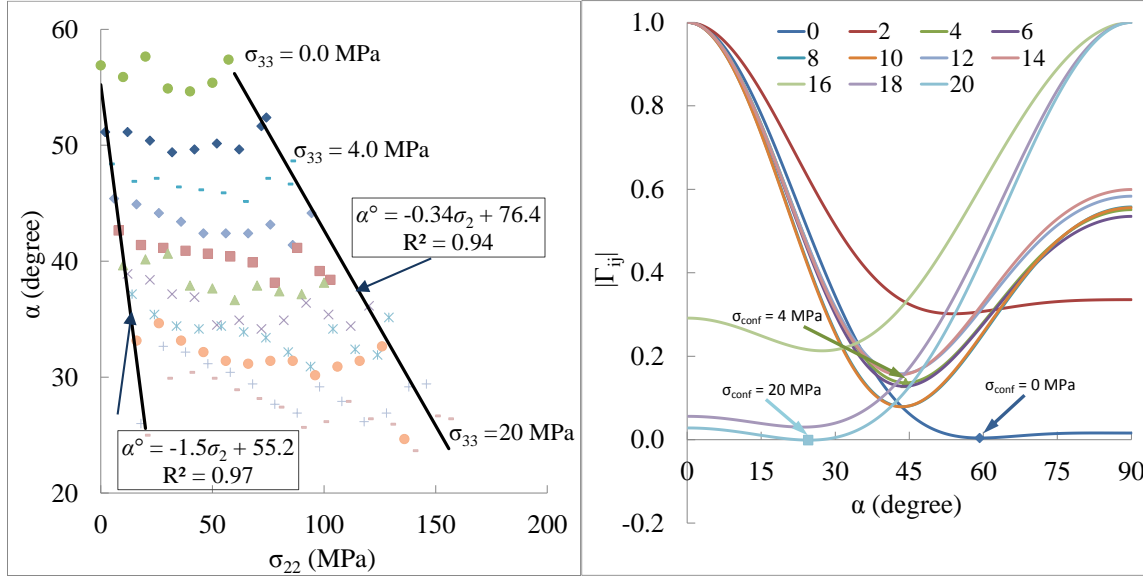 60
50
40
30
20
α (degree)
0
50
100
150
200
σ22 (MPa)
σ33 = 0.0 MPa
σ33 = 4.0 MPa
α° = -0.34σ2 + 76.4
R² = 0.94
σ33 =20 MPa
α° = -1.5σ2 + 55.2
R² = 0.97
1.0
0.8
0.6
0.4
0.2
0.0
-0.2
|Γij|
0 2 4 6
8 10 12 14
16 18 20
σconf = 4 MPa
σconf = 20 MPa
σconf = 0 MPa
0 15 30 45 60 75 90
α (degree)